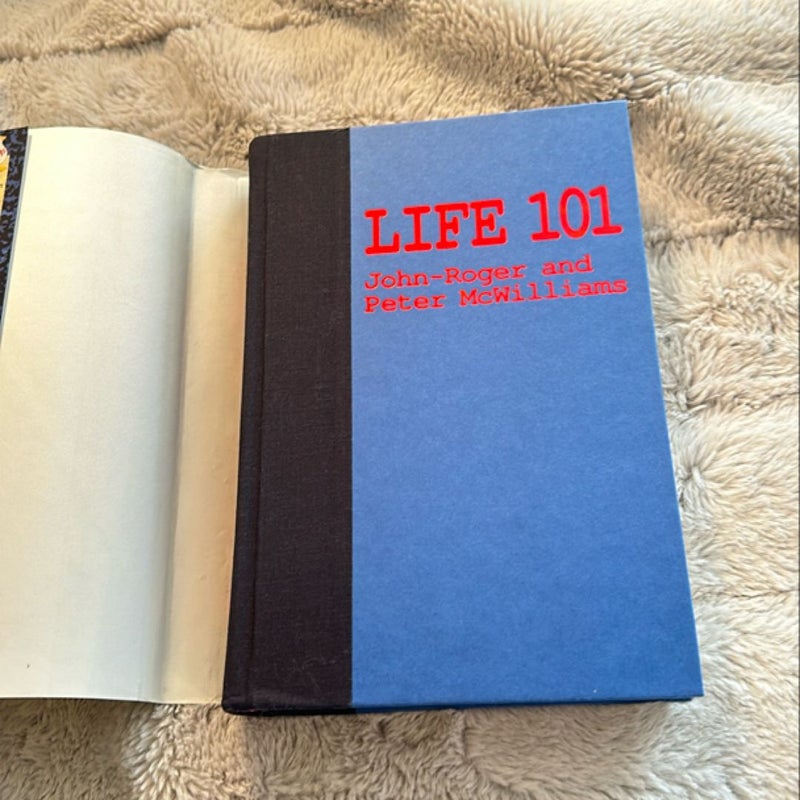 LIFE 101
John-Roger and
Peter McWilliams